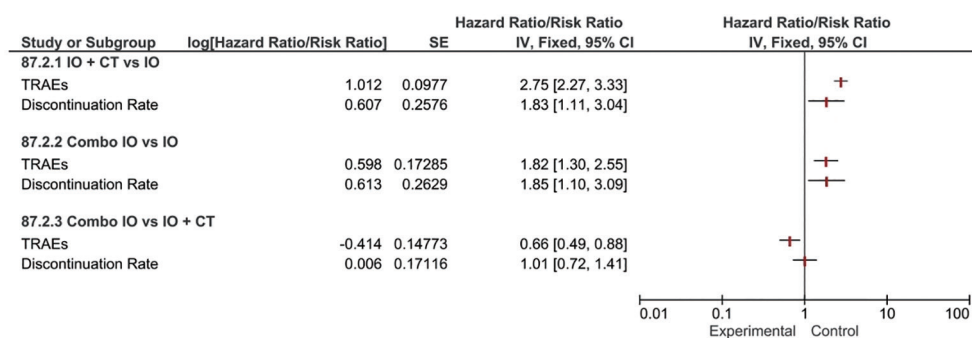 Hazard Ratio/Risk Ratio Hazard Ratio/Risk Ratio
Study or Subgroup log[Hazard Ratio/Risk Ratio] SE IV, Fixed, 95% CI IV, Fixed, 95% CI
87.2.1 IO + CT vs IO
TRAEs 1.012 0.0977 2.75 [2.27, 3.33]
Discontinuation Rate 0.607 0.2576 1.83 [1.11, 3.04]
87.2.2 Combo IO vs IO
TRAEs 0.598 0.17285 1.82 [1.30, 2.55]
Discontinuation Rate 0.613 0.2629 1.85 [1.10, 3.09]
87.2.3 Combo IO vs IO + CT
TRAEs -0.414 0.14773 0.66 [0.49, 0.88]
Discontinuation Rate 0.006 0.17116 1.01 [0.72, 1.41]
0.01 0.1 1 10 100
Experimental Control